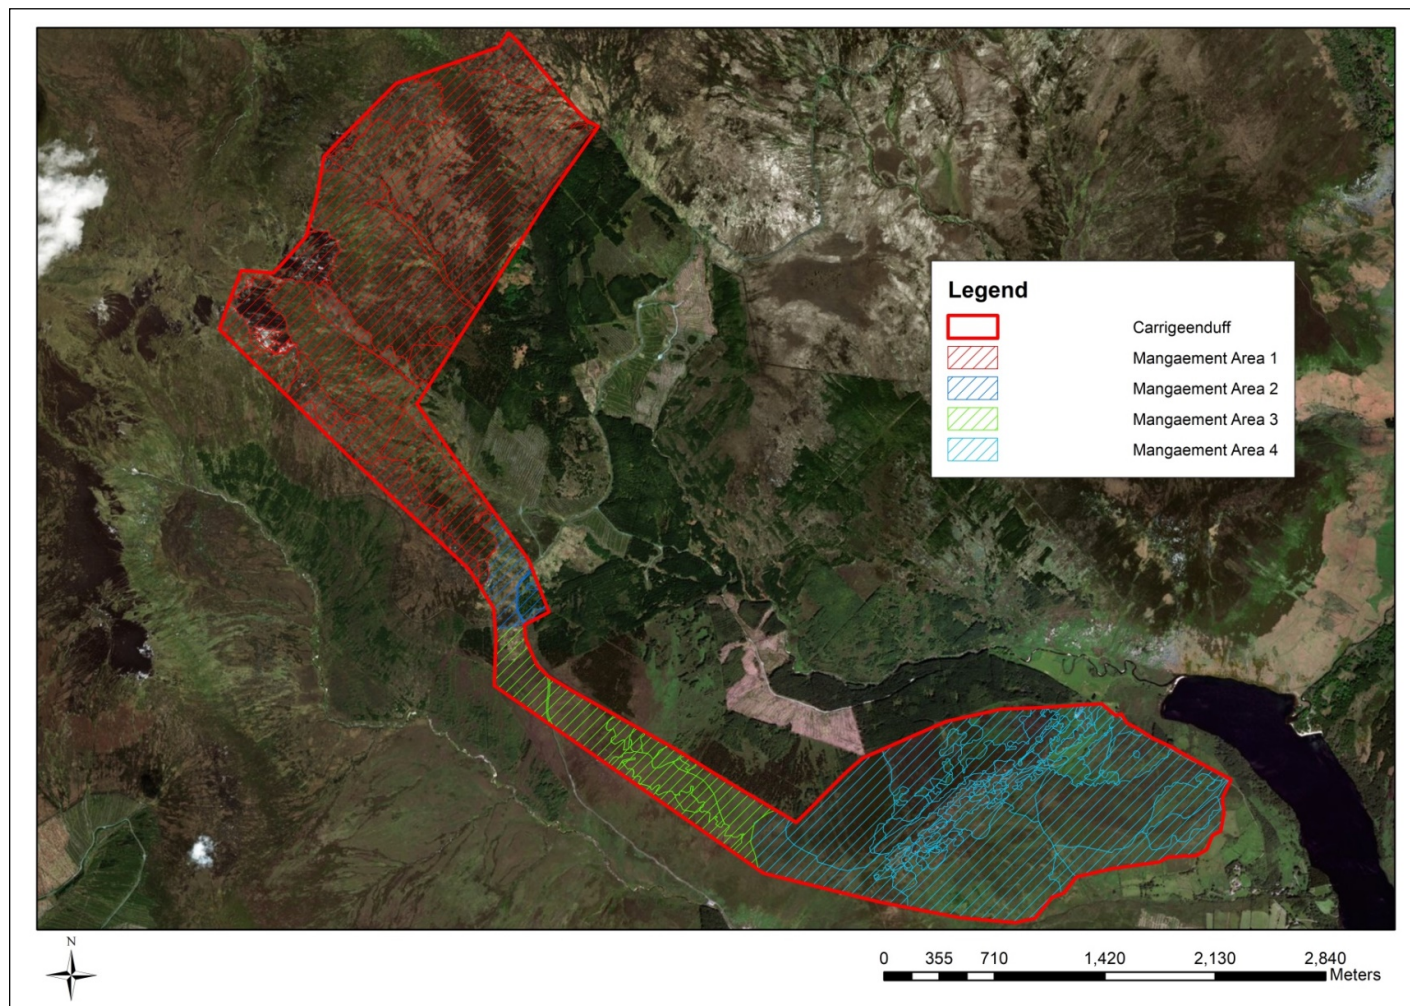 Legend
Carrigeenduff
Mangaement Area 1
Mangaement Area 2
Mangaement Area 3
Mangaement Area 4
N
0 355 710 1,420 2,130 2,840
Meters